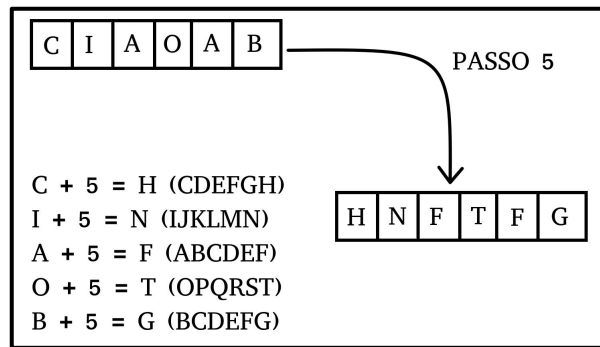 C I A O A B
PASSO 5
C + 5 = H (CDEFGH)
I + 5 = N (IJKLMN)
A + 5 = F (ABCDEF)
O + 5 = T (OPQRST)
B + 5 = G (BCDEFG)
H N F T F G